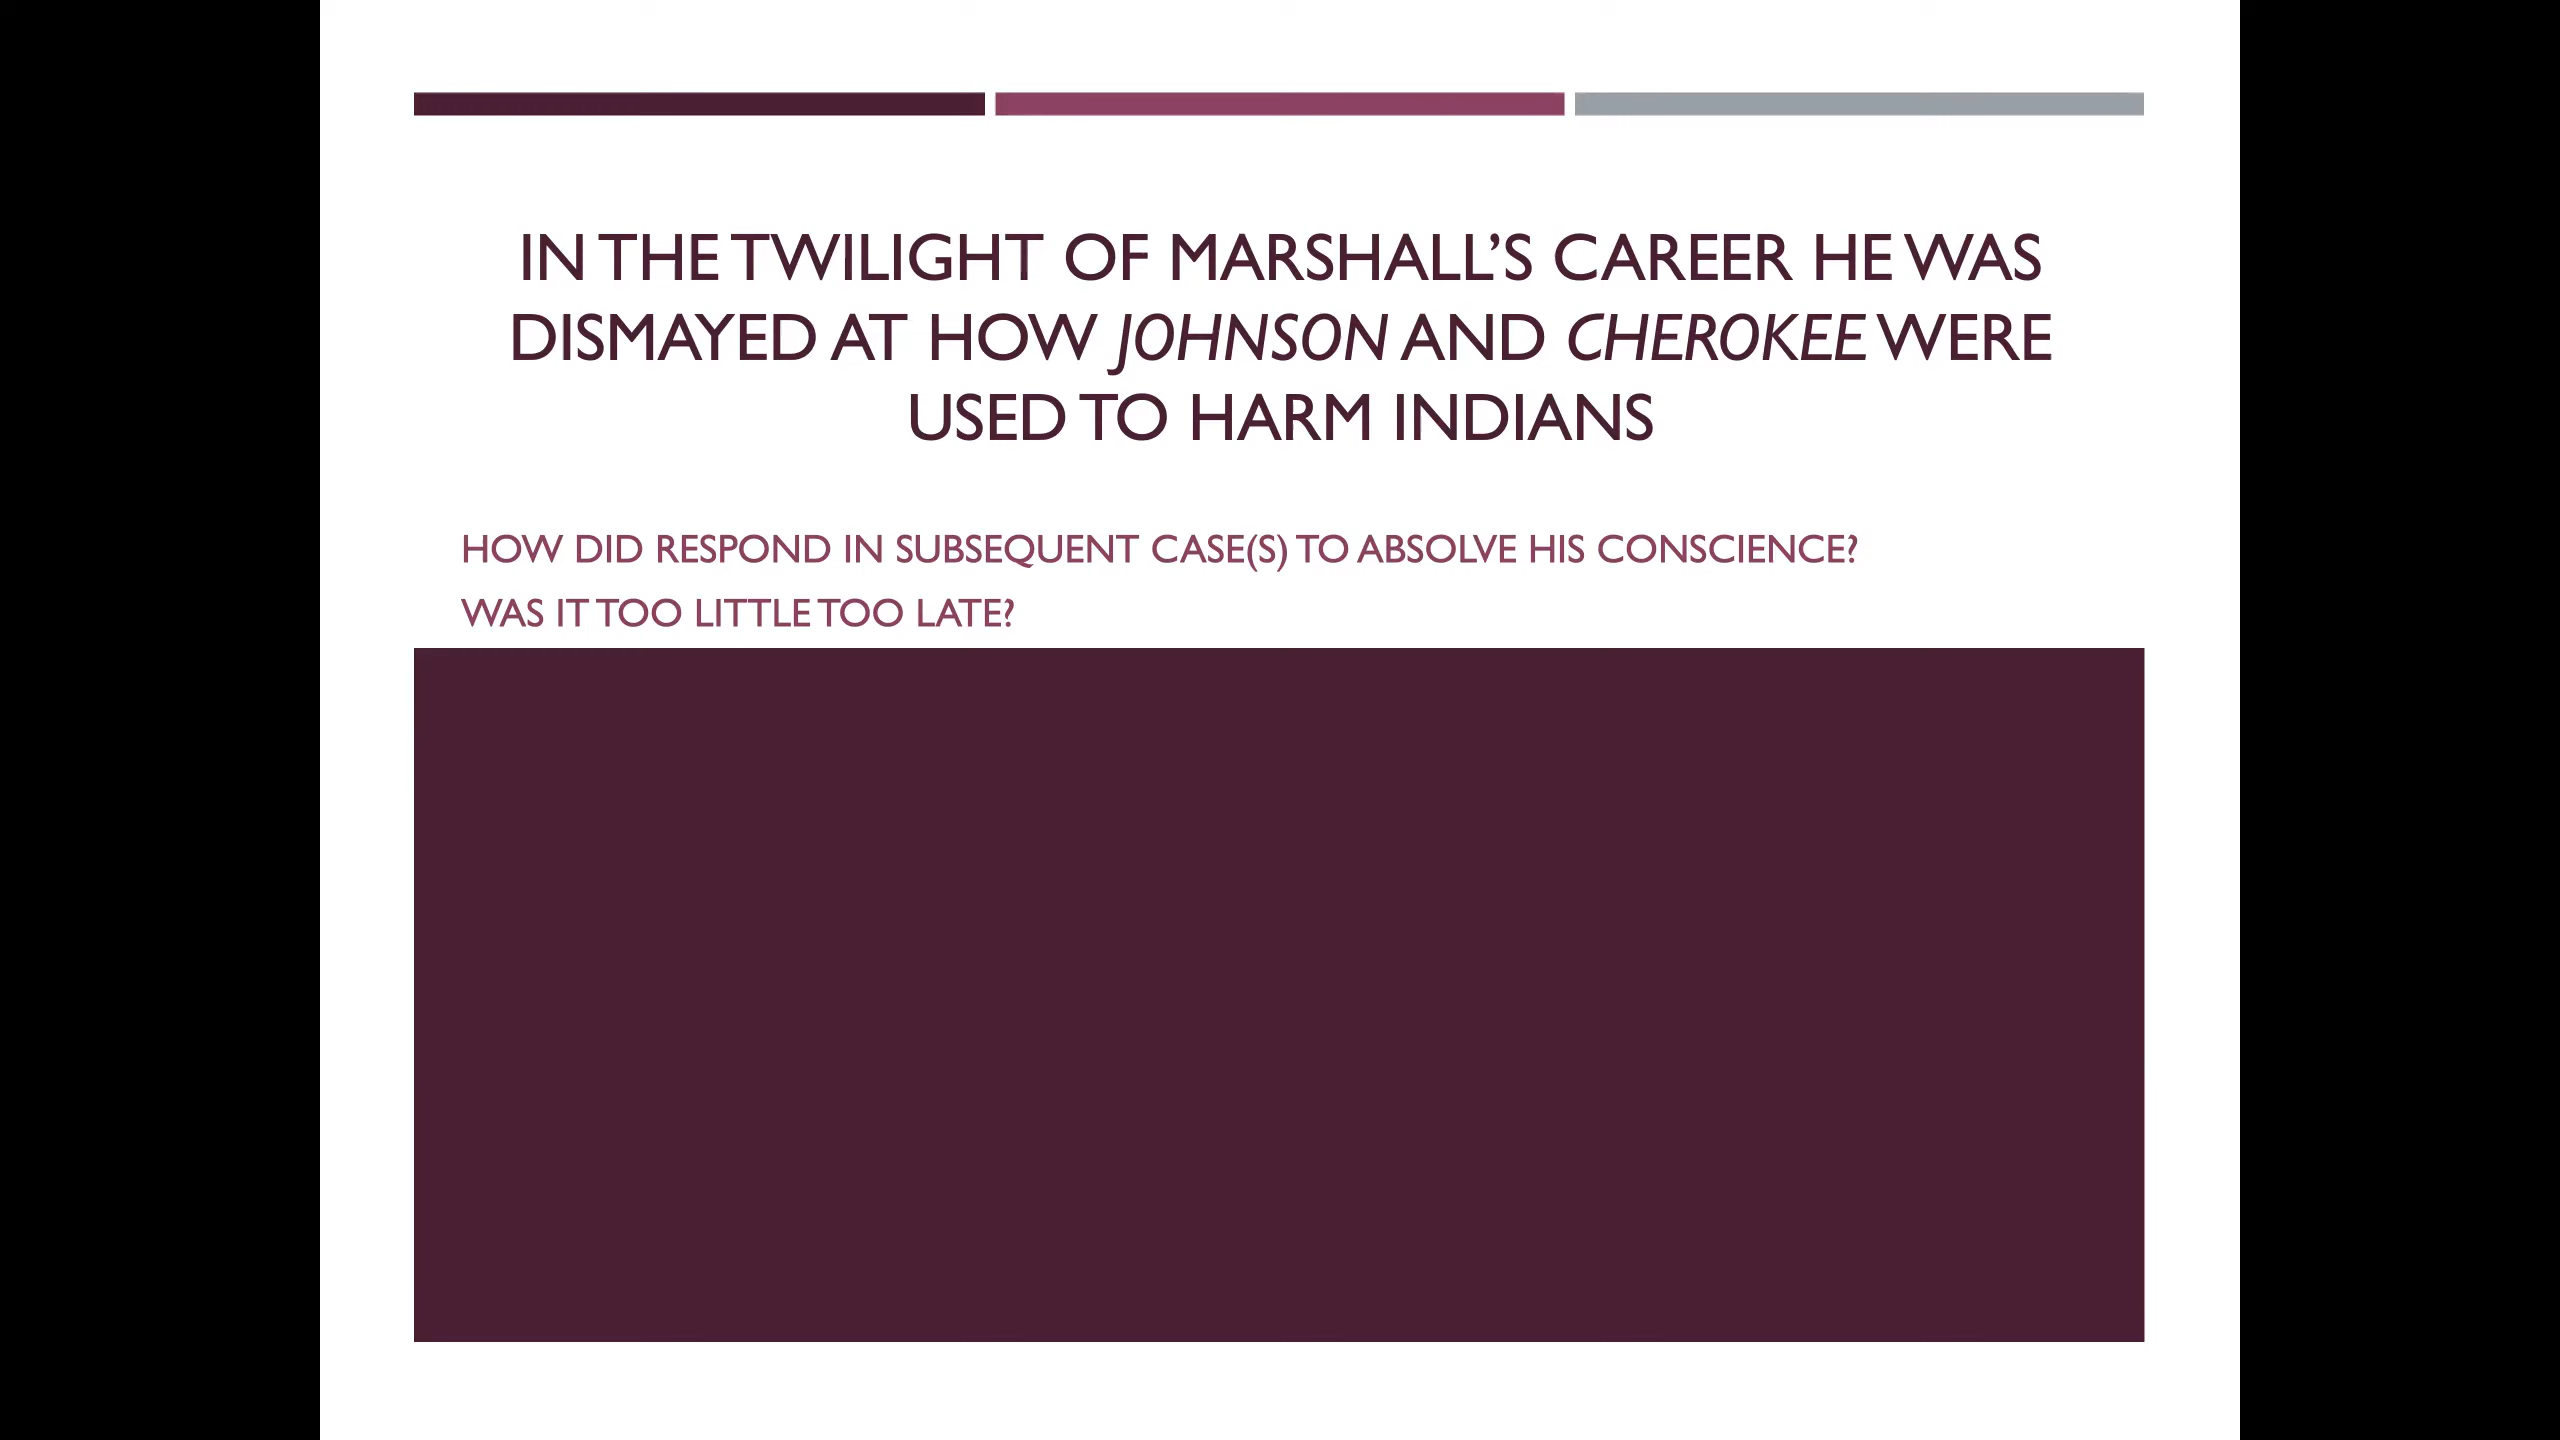 IN THE TWILIGHT OF MARSHALL’S CAREER HE WAS
DISMAYED AT HOW JOHNSON AND CHEROKEE WERE
USED TO HARM INDIANS
HOW DID RESPOND IN SUBSEQUENT CASE(S) TO ABSOLVE HIS CONSCIENCE?
WAS IT TOO LITTLE TOO LATE?